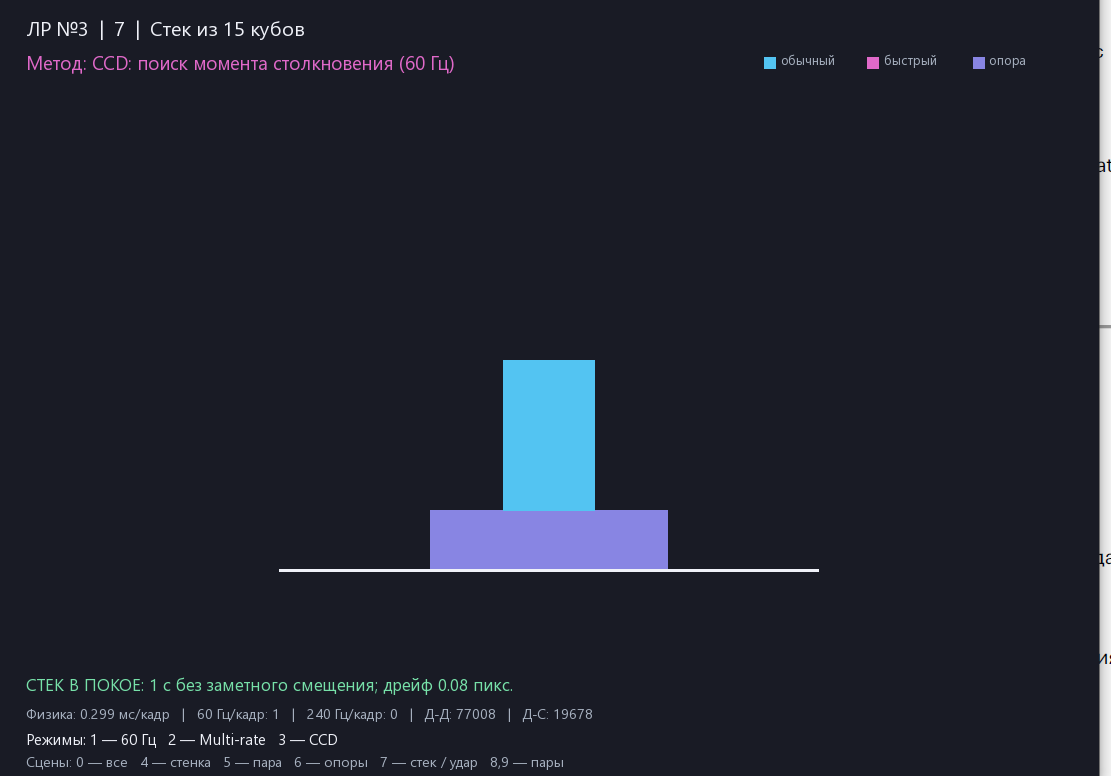 ЛР №3 | 7 | Стек из 15 кубов
Метод: CCD: поиск момента столкновения (60 Гц)
обычный быстрый опора
СТЕК В ПОКОЕ: 1 с без заметного смещения; дрейф 0.08 пикс.
Физика: 0.299 мс/кадр | 60 Гц/кадр: 1 | 240 Гц/кадр: 0 | Д-Д: 77008 | Д-С: 19678
Режимы: 1 — 60 Гц 2 — Multi-rate 3 — CCD
Сцены: 0 — все 4 — стенка 5 — пара 6 — опоры 7 — стек / удар 8,9 — пары